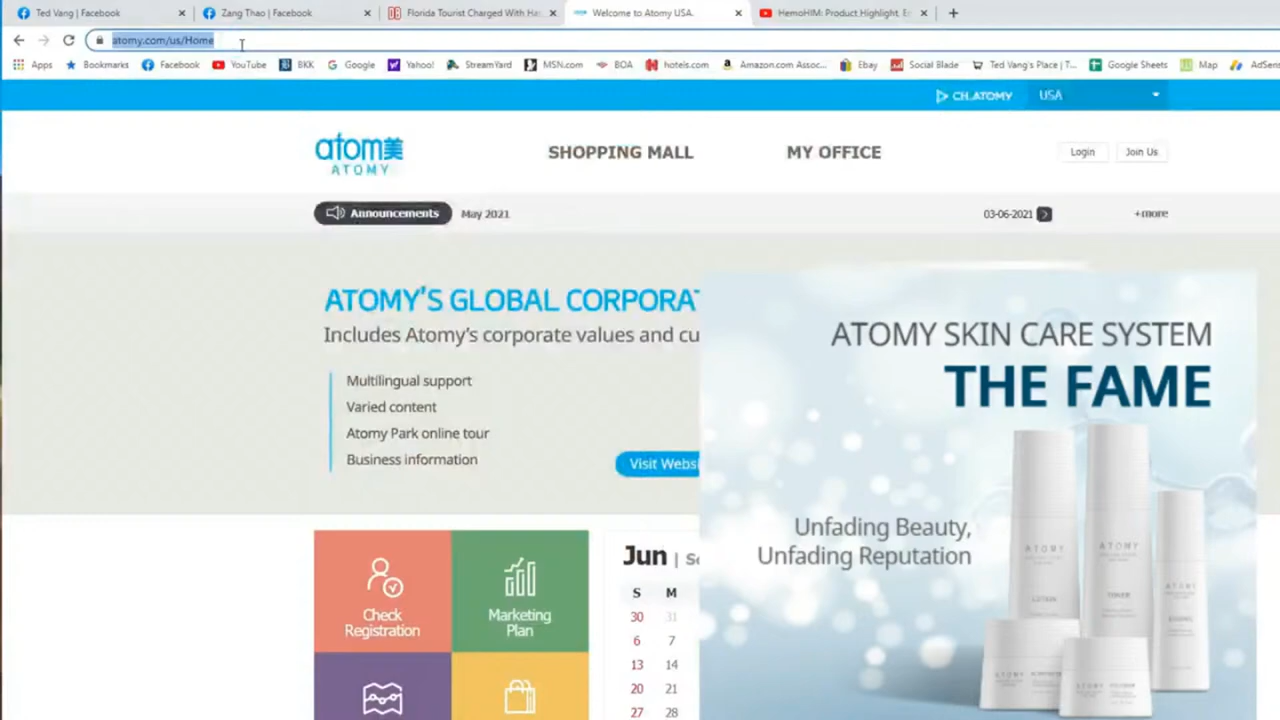 Ted Vang | Facebook
Zang Thao | Facebook
Florida Tourist Charged With Ha
Welcome to Atomy USA.
HemoHIM: Product Highlight, E
atomy.com/us/Home
Apps
Bookmarks
Facebook
YouTube
BKK
Google
Yahoo!
StreamYard
MSN.com
BOA
hotels.com
Amazon.com Assoc...
Ebay
Social Blade
Ted Vang's Place | T...
Google Sheets
Map
AdSen
CH.ATOMY
USA
atom美
ATOMY
SHOPPING MALL
MY OFFICE
Login
Join Us
Announcements
May 2021
03-06-2021
+more
ATOMY'S GLOBAL CORPORAT
Includes Atomy's corporate values and cu
Multilingual support
Varied content
Atomy Park online tour
Business information
Visit Websi
ATOMY SKIN CARE SYSTEM
THE FAME
Unfading Beauty,
Unfading Reputation
ATOMY
ATOMY
LOTION
TONER
Check
Registration
Marketing
Plan
Jun | Sc
S M
30 31
6 7
13 14
20 21
27 28